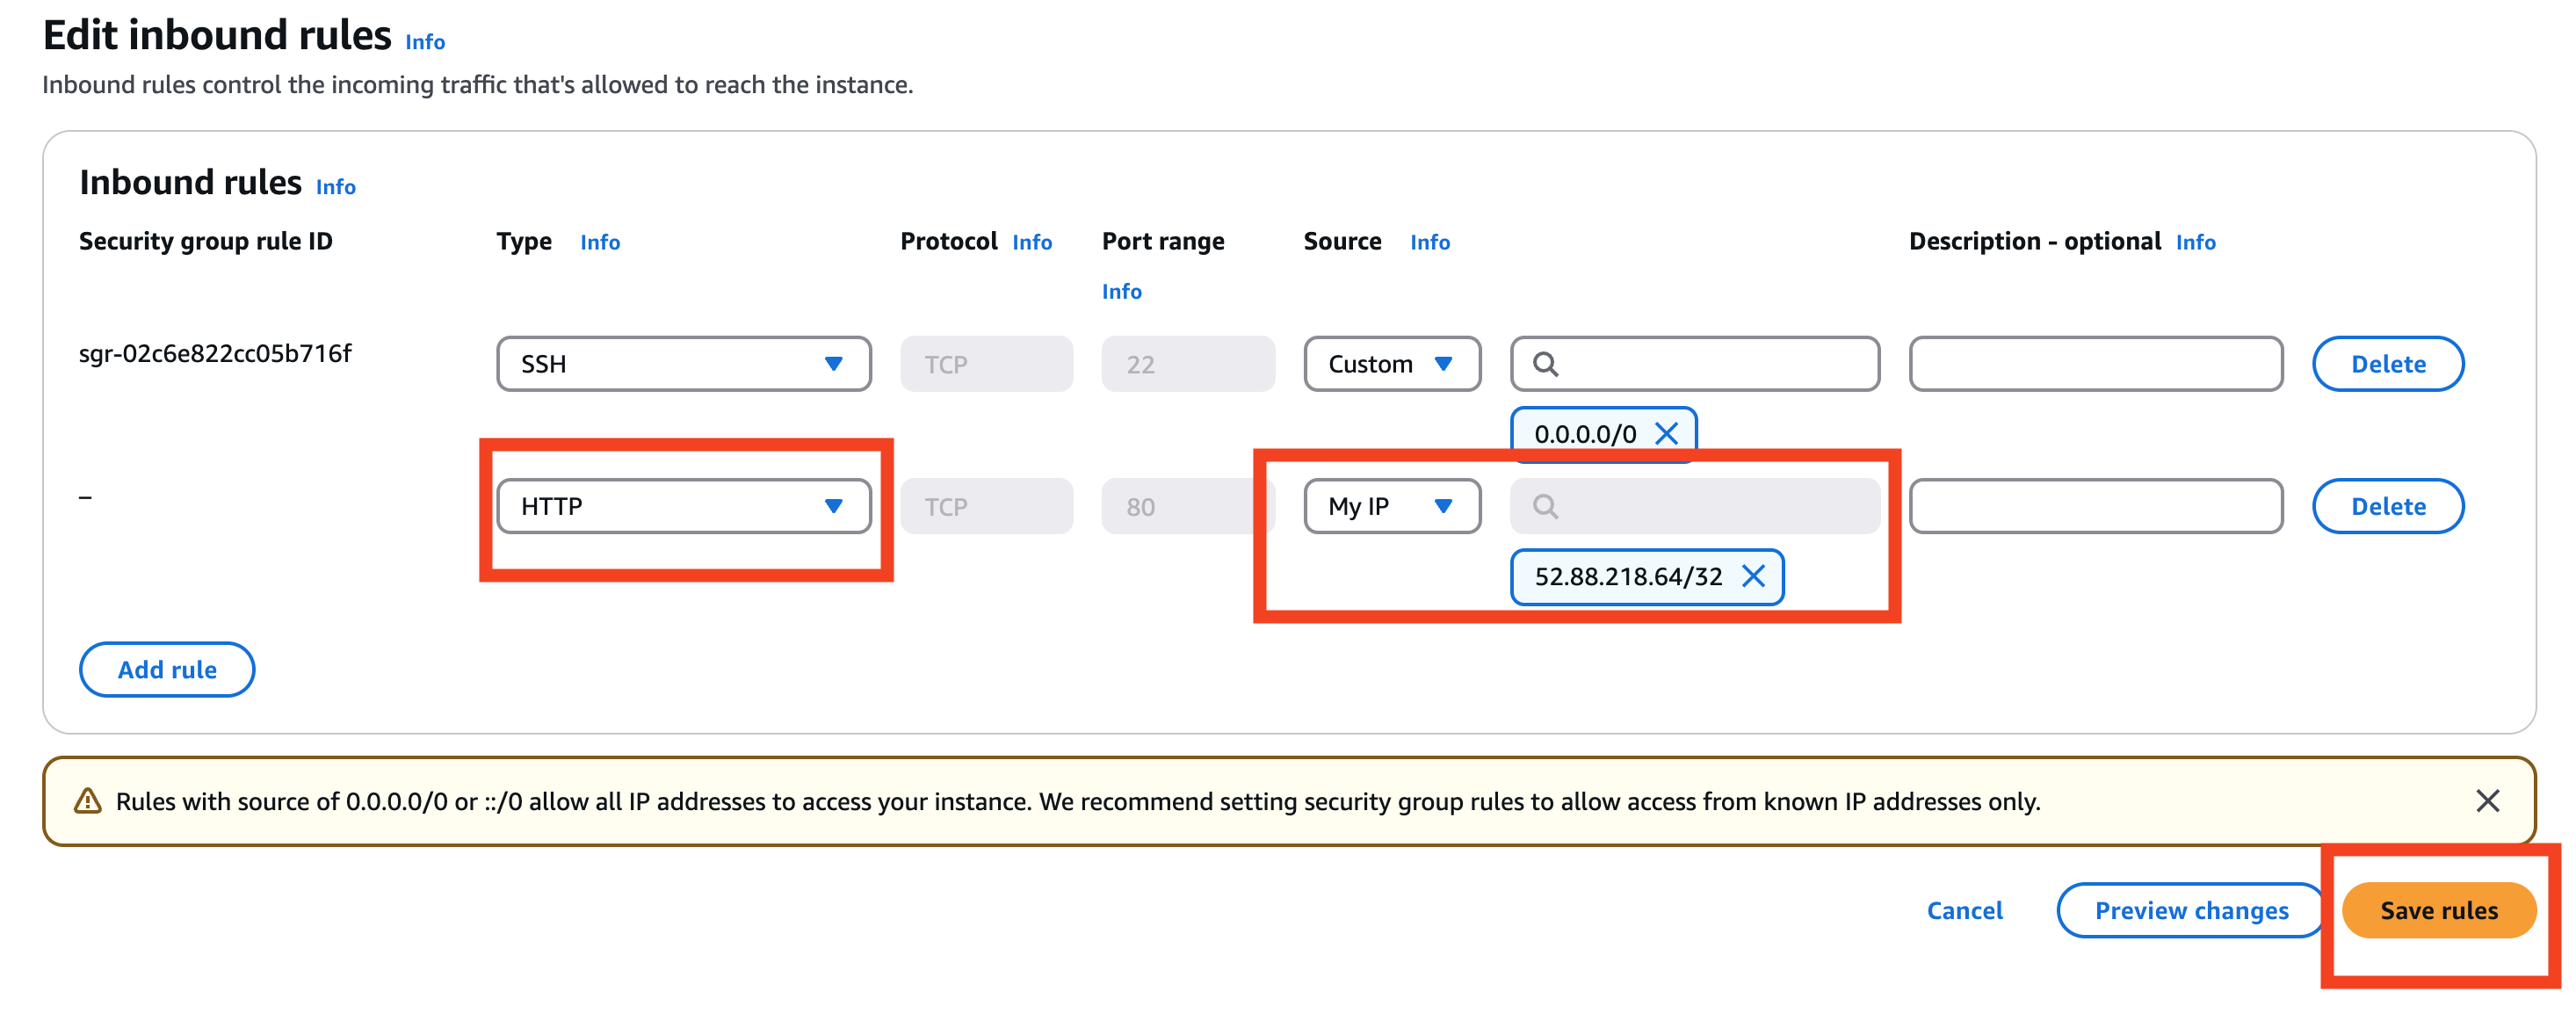 Edit inbound rules Info
Inbound rules control the incoming traffic that's allowed to reach the instance.
Inbound rules Info
Security group rule ID Type Info Protocol Info Port range Info Source Info Description - optional Info
sgr-02c6e822cc05b716f SSH TCP 22 Custom Delete
0.0.0.0/0
– HTTP TCP 80 My IP Delete
52.88.218.64/32
Add rule
Rules with source of 0.0.0.0/0 or ::/0 allow all IP addresses to access your instance. We recommend setting security group rules to allow access from known IP addresses only.
Cancel Preview changes Save rules